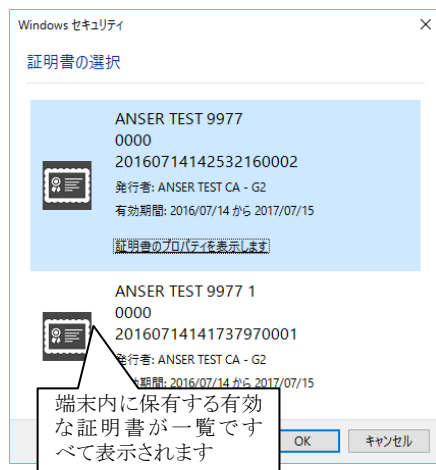 Windows セキュリティ
証明書の選択
ANSER TEST 9977
0000
20160714142532160002
発行者: ANSER TEST CA - G2
有効期間: 2016/07/14 から 2017/07/15
証明書のプロパティを表示します
ANSER TEST 9977 1
0000
20160714141737970001
発行者: ANSER TEST CA - G2
期間: 2016/07/14 から 2017/07/15
端末内に保有する有効
な証明書が一覧です
べて表示されます
OK
キャンセル